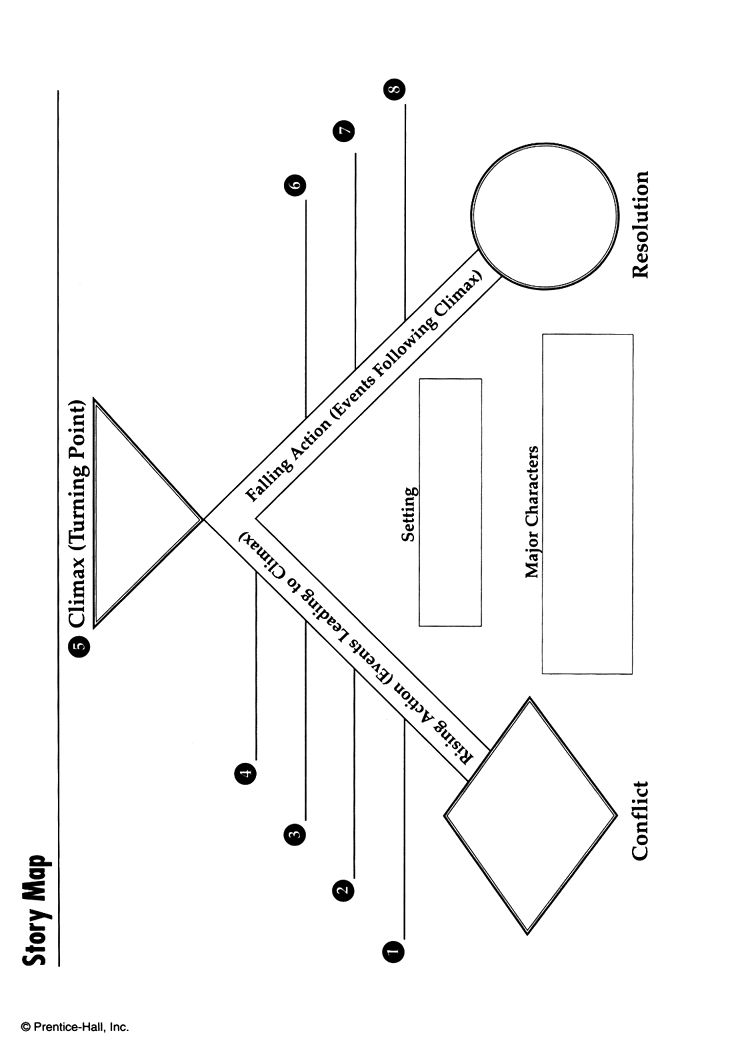 Story Map
5 Climax (Turning Point)
4
3
2
1
Rising Action (Events Leading to Climax)
Falling Action (Events Following Climax)
6
7
8
Setting
Major Characters
Conflict
Resolution
© Prentice-Hall, Inc.